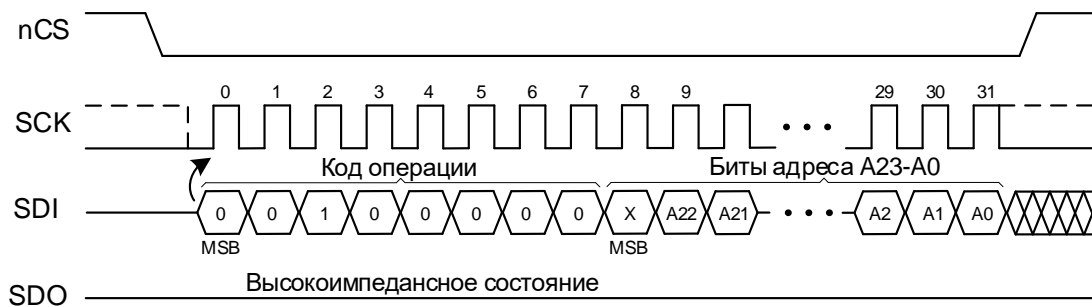 nCS
0 1 2 3 4 5 6 7 8 9 29 30 31
SCK
Код операции Биты адреса A23-A0
SDI 0 0 1 0 0 0 0 0 X A22 A21 A2 A1 A0
MSB MSB
Высокоимпедансное состояние
SDO